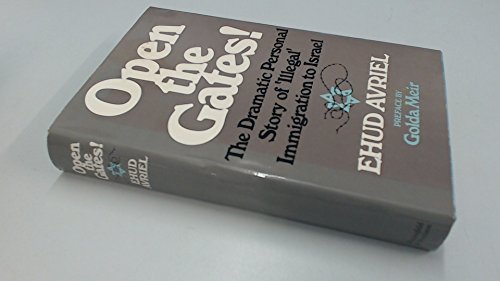 Open
the
Gates!
The Dramatic Personal
Story of 'Illegal'
Immigration to Israel
EHUD AVRIEL
PREFACE BY
Golda Meir
Open
the
Gates!
EHUD
AVRIEL